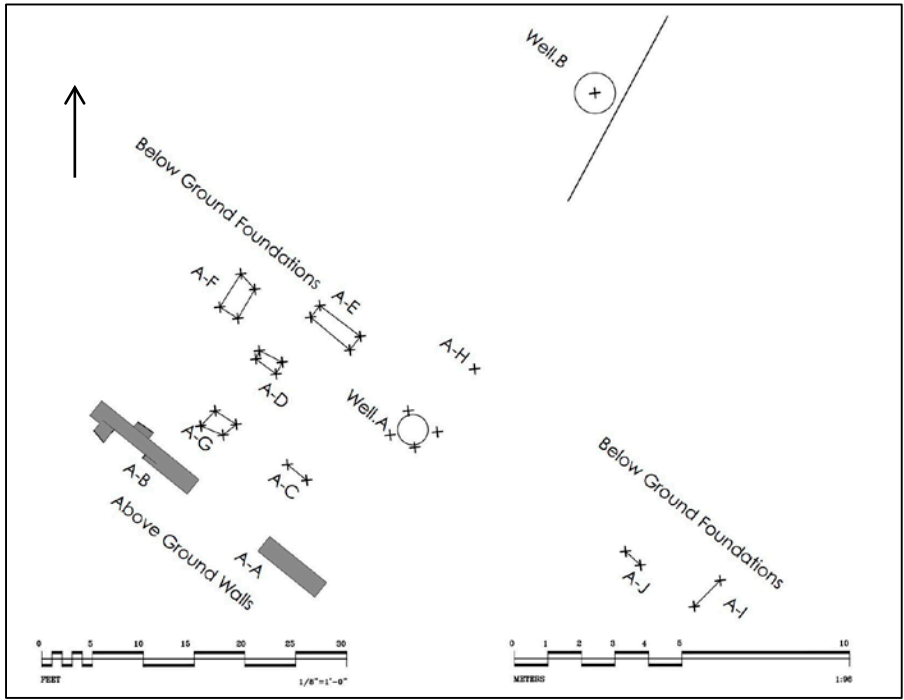 Well.B
Below Ground Foundations
A-F
A-E
A-H
A-D
Well.A
A-G
A-B
A-C
Below Ground Foundations
Above Ground Walls
A-A
A-J
A-I
0 5 10 15 20 25 30
FEET 1/8"=1'-0"
0 1 2 3 4 5 10
METERS 1:96